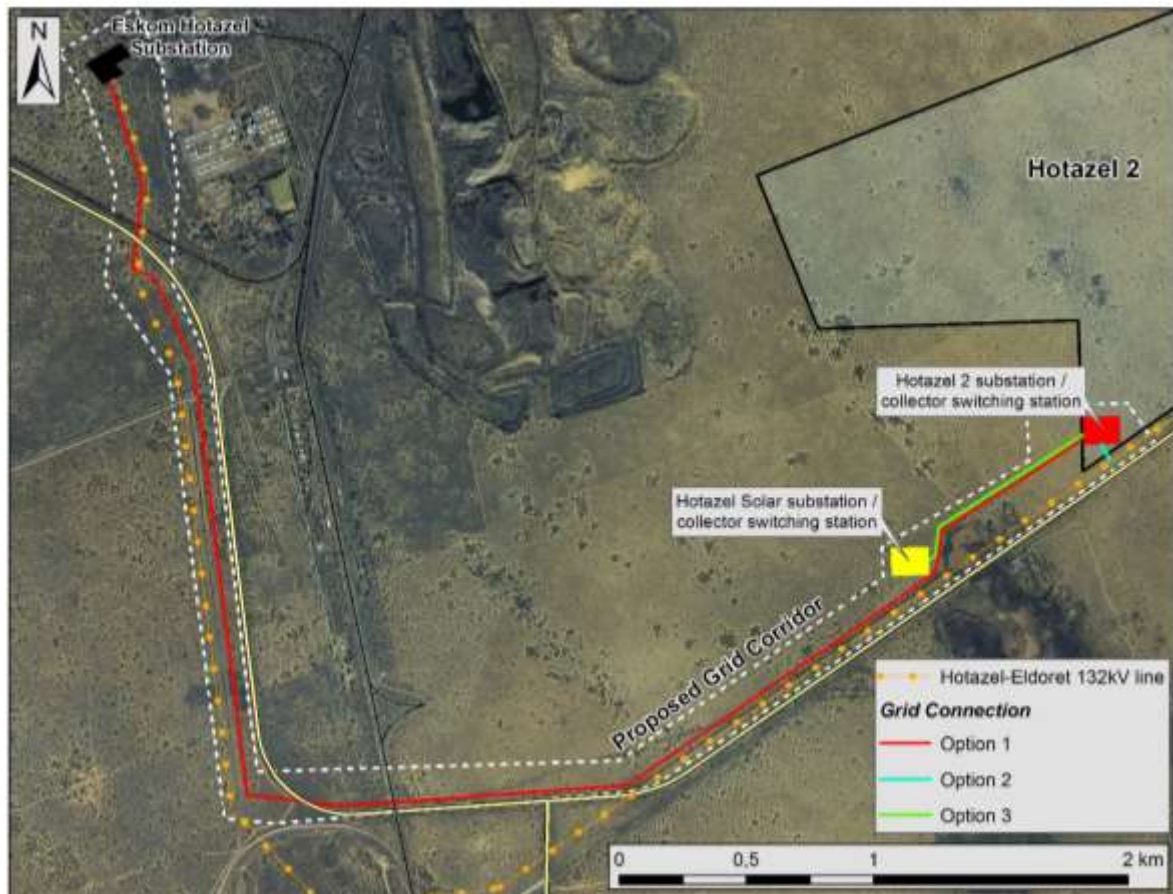 N
Eskom Hotazel
Substation
Hotazel 2
Hotazel 2 substation /
collector switching station
Hotazel Solar substation /
collector switching station
Proposed Grid Corridor
Hotazel-Eldoret 132kV line
Grid Connection
Option 1
Option 2
Option 3
0 0,5 1 2 km